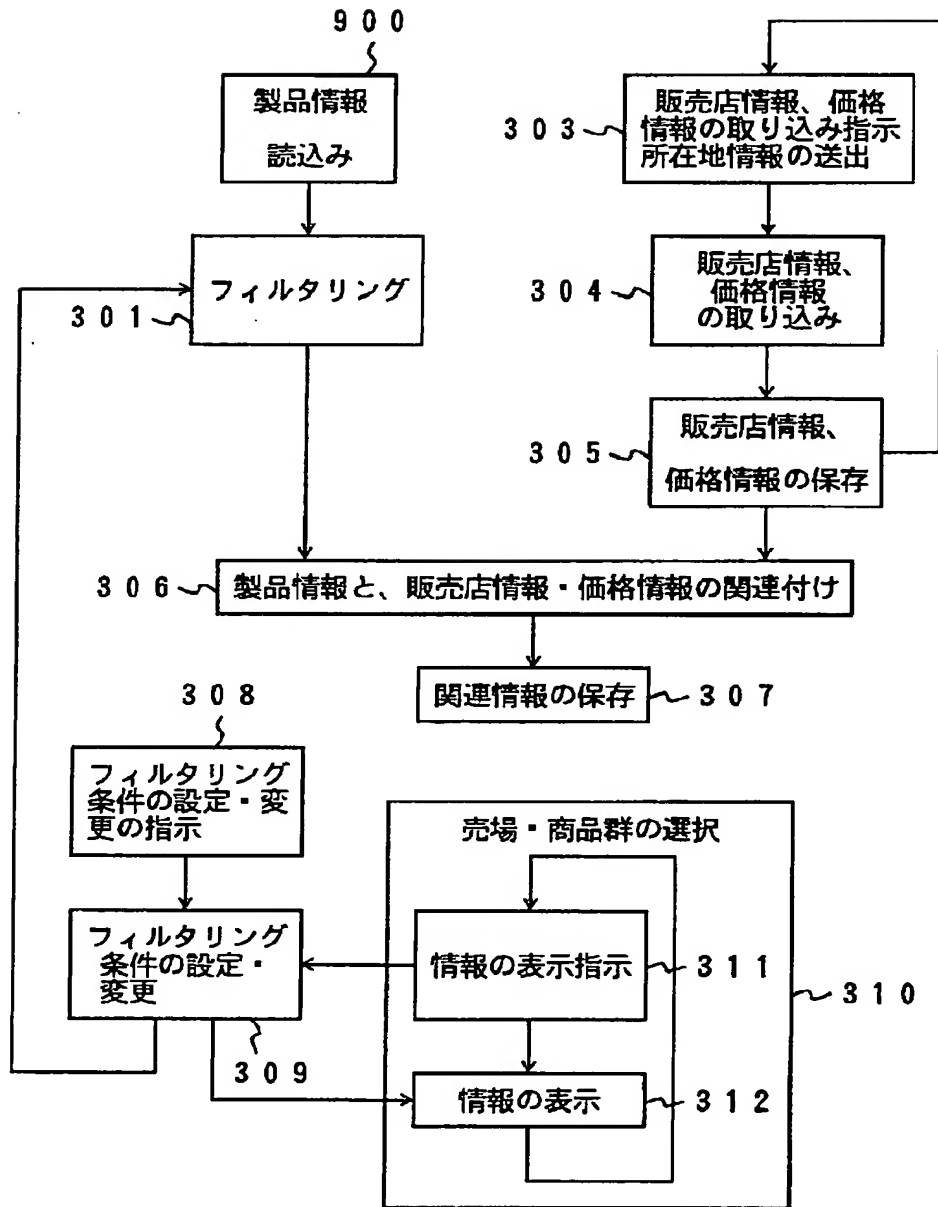 ９００
製品情報
読込み
３０１
フィルタリング
３０３
販売店情報、価格
情報の取り込み指示
所在地情報の送出
３０４
販売店情報、
価格情報
の取り込み
３０５
販売店情報、
価格情報の保存
３０６
製品情報と、販売店情報・価格情報の関連付け
関連情報の保存
３０７
３０８
フィルタリング
条件の設定・変
更の指示
フィルタリング
条件の設定・
変更
３０９
売場・商品群の選択
情報の表示指示
３１１
３１０
情報の表示
３１２